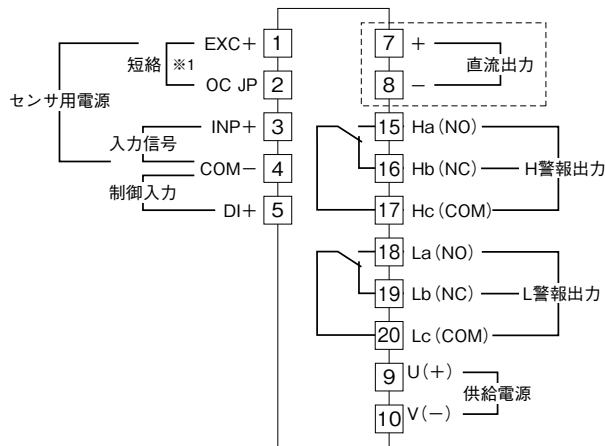 EXC+ 1
短絡 ※1
OC JP 2
センサ用電源
INP+ 3
入力信号
COM− 4
制御入力
DI+ 5
7 +
直流出力
8 −
15 Ha(NO)
16 Hb(NC) H警報出力
17 Hc(COM)
18 La(NO)
19 Lb(NC) L警報出力
20 Lc(COM)
9 U(+)
供給電源
10 V(−)